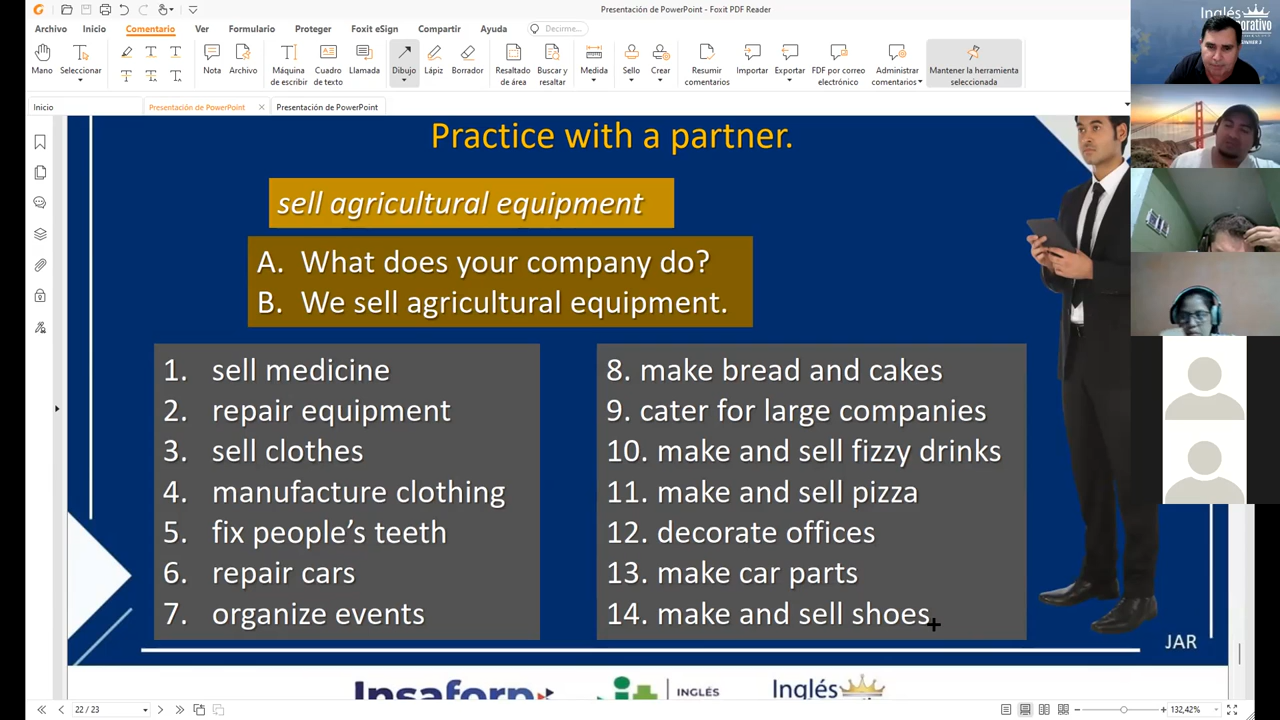 Presentación de PowerPoint - Foxit PDF Reader
Archivo Inicio Comentario Ver Formulario Proteger Foxit eSign Compartir Ayuda Decirme...
Mano Seleccionar Nota Archivo Máquina de escribir Cuadro de texto Llamada Dibujo Lápiz Borrador Resaltado de área Buscar y resaltar Medida Sello Crear Resumir comentarios Importar Exportar PDF por correo electrónico Administrar comentarios Mantener la herramienta seleccionada
Inicio Presentación de PowerPoint Presentación de PowerPoint
Practice with a partner.
sell agricultural equipment
A. What does your company do?
B. We sell agricultural equipment.
1. sell medicine
2. repair equipment
3. sell clothes
4. manufacture clothing
5. fix people's teeth
6. repair cars
7. organize events
8. make bread and cakes
9. cater for large companies
10. make and sell fizzy drinks
11. make and sell pizza
12. decorate offices
13. make car parts
14. make and sell shoes
JAR
Insaforp
INGLÉS
Inglés
22 / 23
132,42%
Inglés